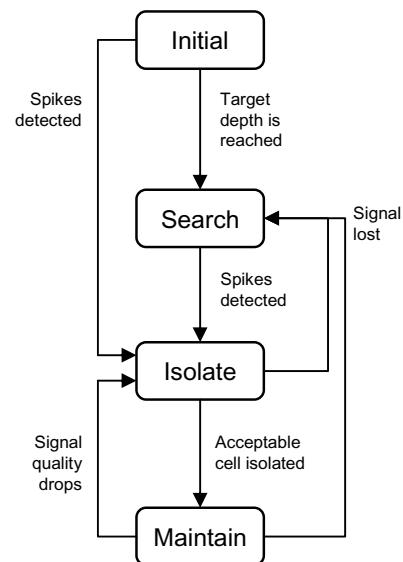 Initial
Spikes
detected
Target
depth is
reached
Search
Signal
lost
Spikes
detected
Isolate
Signal
quality
drops
Acceptable
cell isolated
Maintain